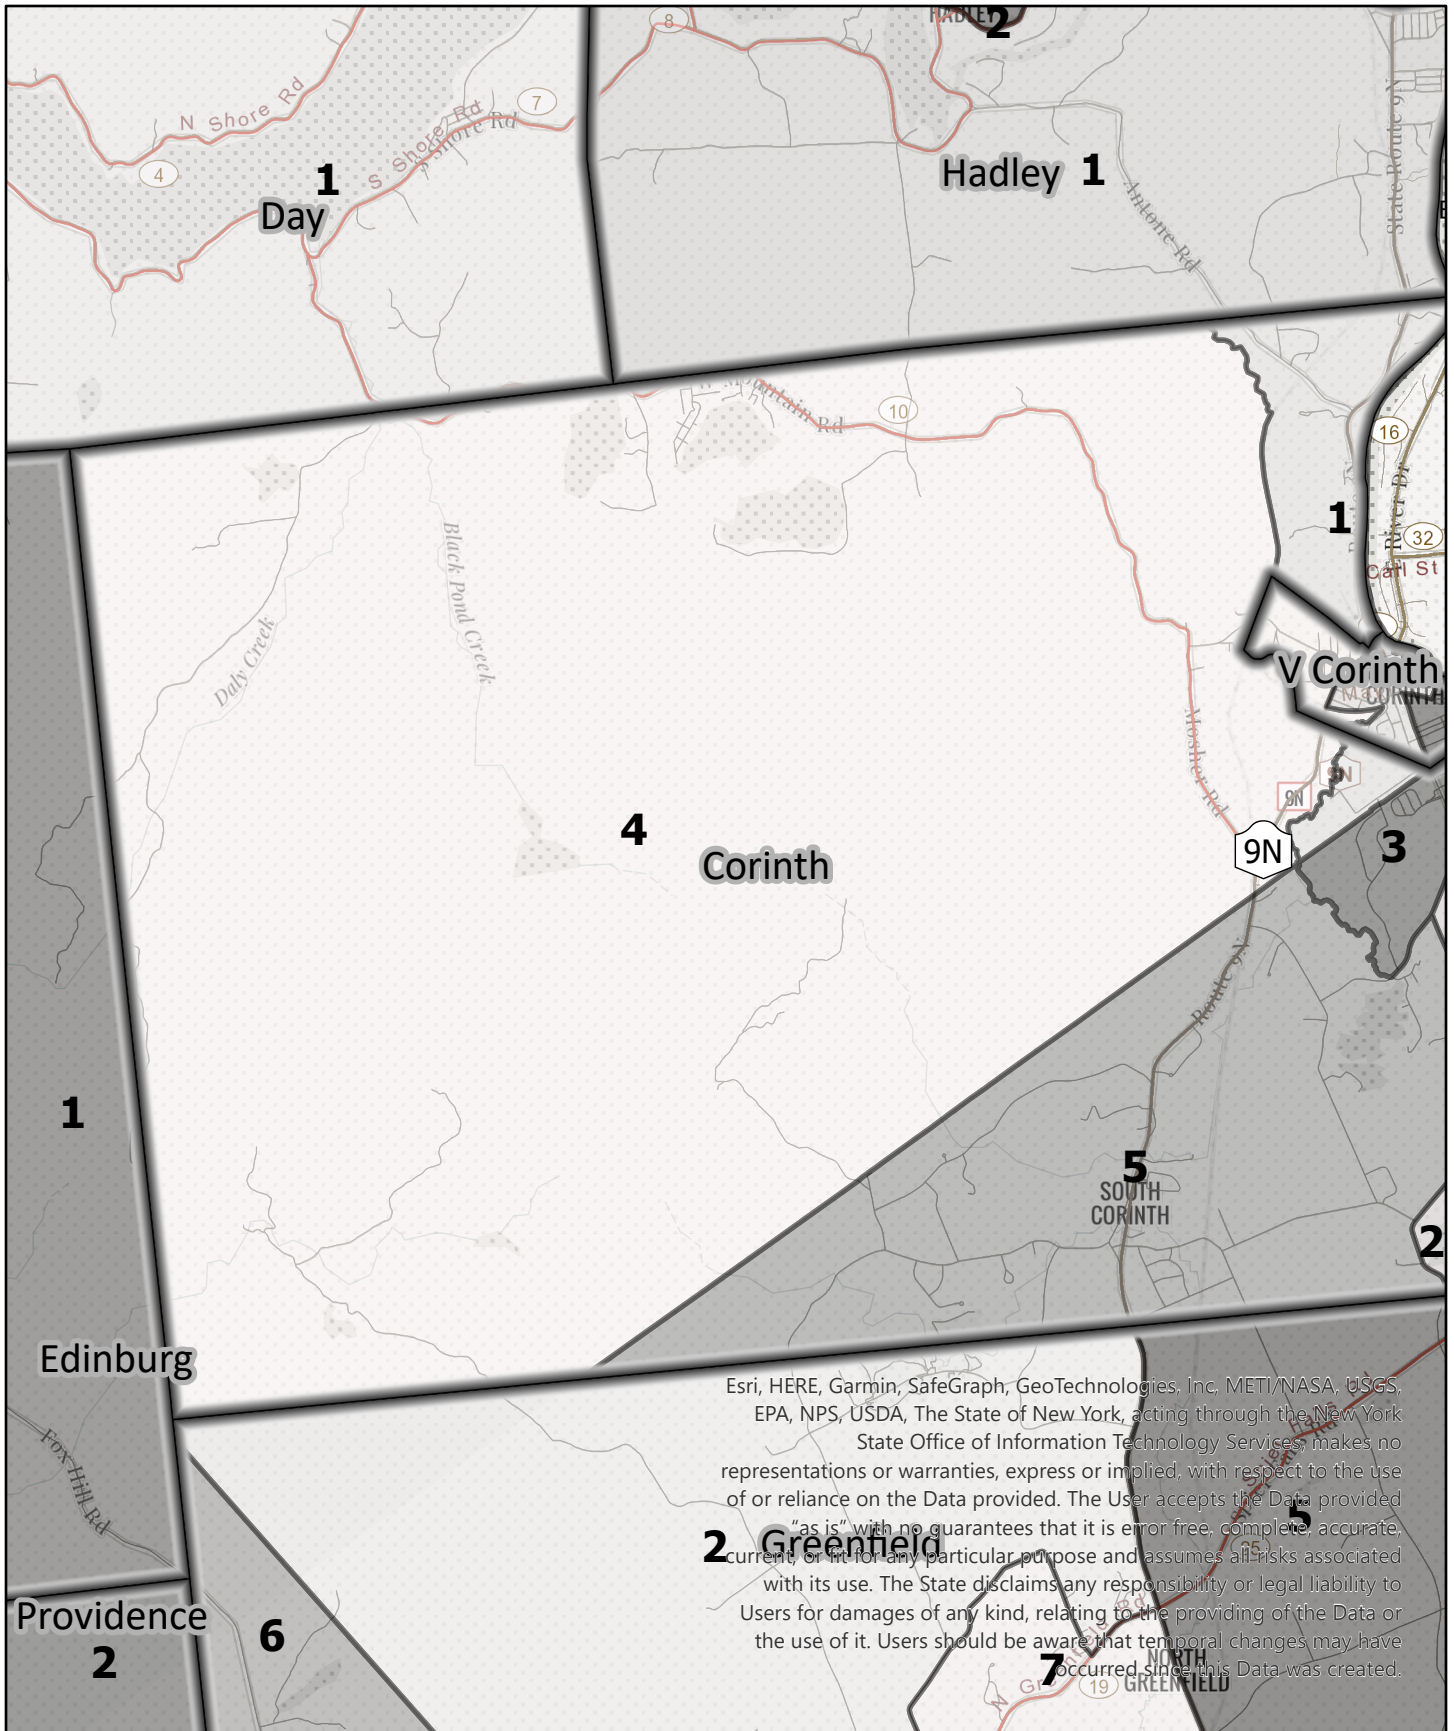 HADLEY
2
8
N Shore Rd
7
S Shore Rd
S Shore Rd
4
1
Day
Hadley 1
State Route 9N
Antone Rd
W Mountain Rd
10
16
River Dr
32
Call St
1
Black Pond Creek
Daly Creek
V Corinth
Ma
CORINTH
Mosher Rd
9N
9N
4
Corinth
9N
3
Route 9N
1
5
SOUTH
CORINTH
2
Edinburg
Fox Hill Rd
Esri, HERE, Garmin, SafeGraph, GeoTechnologies, Inc, METI/NASA, USGS,
EPA, NPS, USDA, The State of New York, acting through the New York
State Office of Information Technology Services, makes no
representations or warranties, express or implied, with respect to the use
of or reliance on the Data provided. The User accepts the Data provided
“as is” with no guarantees that it is error free, complete, accurate,
current, or fit for any particular purpose and assumes all risks associated
with its use. The State disclaims any responsibility or legal liability to
Users for damages of any kind, relating to the providing of the Data or
the use of it. Users should be aware that temporal changes may have
occurred since this Data was created.
5
2 Greenfield
Providence
2
6
7
N Greenfield Rd
19
NORTH
GREENFIELD